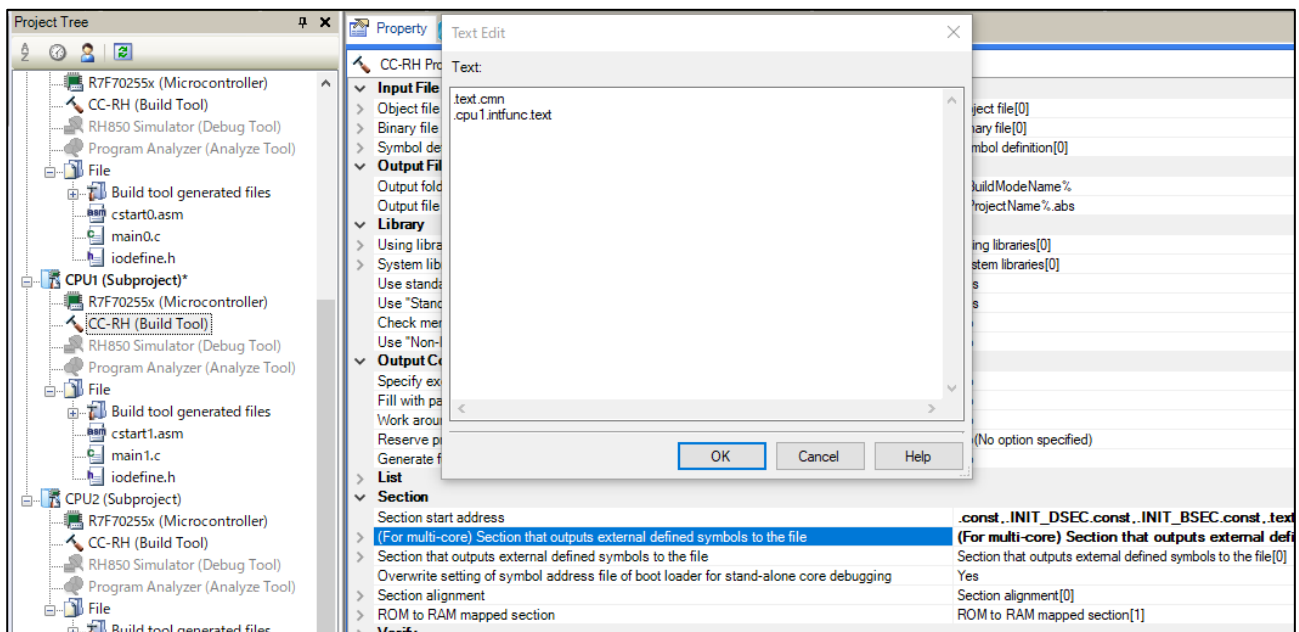 Project Tree
R7F70255x (Microcontroller)
CC-RH (Build Tool)
RH850 Simulator (Debug Tool)
Program Analyzer (Analyze Tool)
File
Build tool generated files
cstart0.asm
main0.c
iodefine.h
CPU1 (Subproject)*
R7F70255x (Microcontroller)
CC-RH (Build Tool)
RH850 Simulator (Debug Tool)
Program Analyzer (Analyze Tool)
File
Build tool generated files
cstart1.asm
main1.c
iodefine.h
CPU2 (Subproject)
R7F70255x (Microcontroller)
CC-RH (Build Tool)
RH850 Simulator (Debug Tool)
Program Analyzer (Analyze Tool)
File
Build tool generated files
Property
CC-RH Pro
Input File
Object file
ject file[0]
Binary file
nary file[0]
Symbol de
mbol definition[0]
Output Fil
Output fold
BuildModeName%
Output file
ProjectName%.abs
Library
Using libra
ing libraries[0]
System lib
stem libraries[0]
Use standa
s
Use "Stand
s
Check mer
Use "Non-l
Output Co
Specify ex
Fill with pa
Work arour
Reserve p
(No option specified)
Generate f
List
Section
Section start address
.const,.INIT_DSEC.const,.INIT_BSEC.const,.text
(For multi-core) Section that outputs external defined symbols to the file
(For multi-core) Section that outputs external defi
Section that outputs external defined symbols to the file
Section that outputs external defined symbols to the file[0]
Overwrite setting of symbol address file of boot loader for stand-alone core debugging
Yes
Section alignment
Section alignment[0]
ROM to RAM mapped section
ROM to RAM mapped section[1]
Text Edit
Text:
.text.cmn
.cpu1.intfunc.text
OK
Cancel
Help